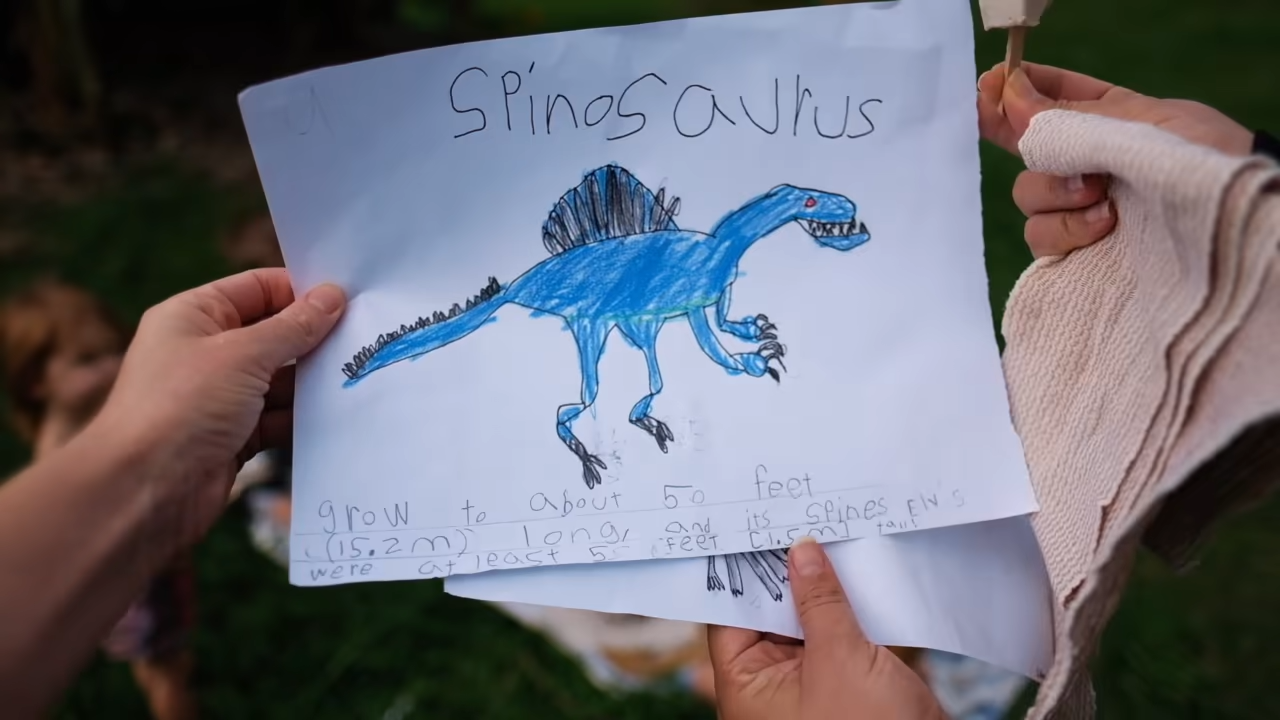 Spinosaurus
grow to about 50 feet
(15.2m) long, and its spines
were at least 5 feet [1.5m] tall